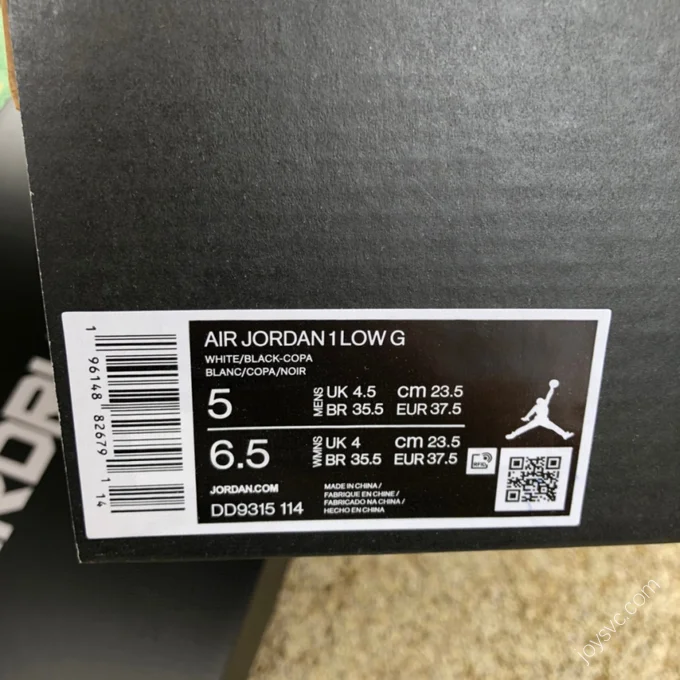 AIR JORDAN 1 LOW G
WHITE/BLACK-COPA
BLANC/COPA/NOIR
5 MENS UK 4.5 cm 23.5
BR 35.5 EUR 37.5
6.5 WMNS UK 4 cm 23.5
BR 35.5 EUR 37.5
JORDAN.COM
DD9315 114
MADE IN CHINA /
FABRIQUE EN CHINE /
FABRICADO NA CHINA /
HECHO EN CHINA
1 96148 82679 1 14
joysvc.com